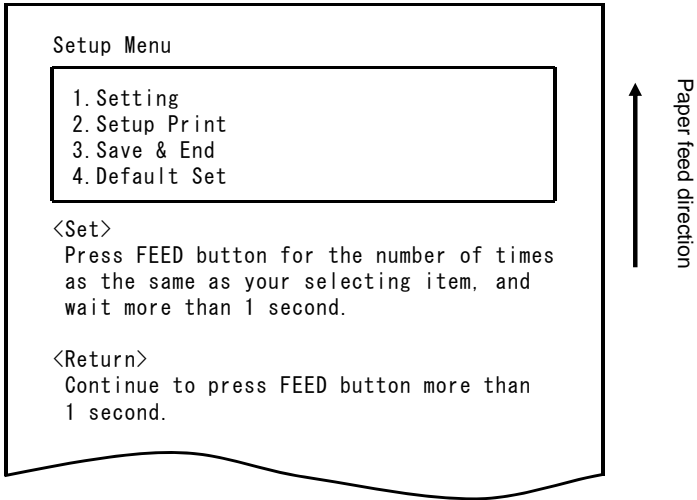 Setup Menu
1.Setting
2.Setup Print
3.Save & End
4.Default Set
<Set>
Press FEED button for the number of times
as the same as your selecting item, and
wait more than 1 second.
<Return>
Continue to press FEED button more than
1 second.
Paper feed direction